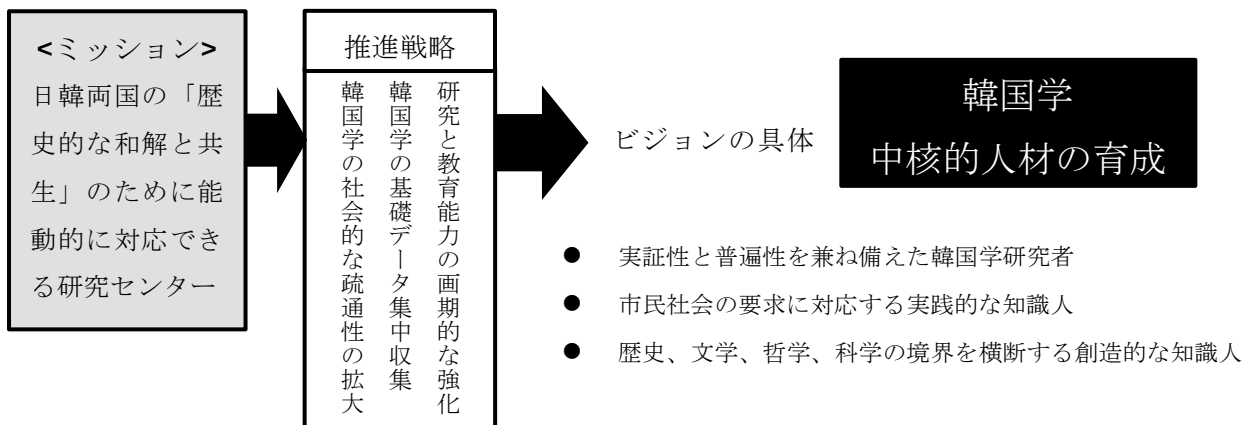 <ミッション>
日韓両国の「歴
史的な和解と共
生」のために能
動的に対応でき
る研究センター
推進戦略
研究と教育能力の画期的な強化
韓国学の基礎データ集中収集
韓国学の社会的な疏通性の拡大
ビジョンの具体
韓国学
中核的人材の育成
● 実証性と普遍性を兼ね備えた韓国学研究者
● 市民社会の要求に対応する実践的な知識人
● 歴史、文学、哲学、科学の境界を横断する創造的な知識人